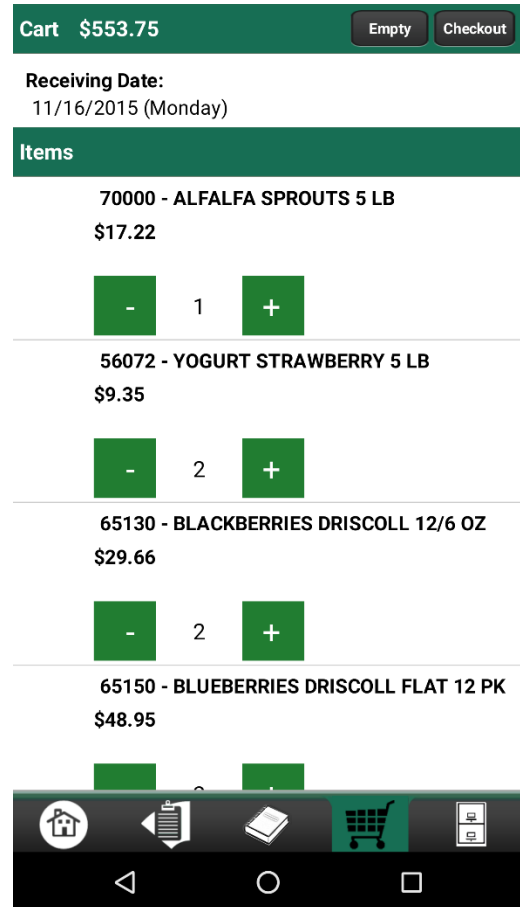 Cart $553.75 Empty Checkout
Receiving Date:
11/16/2015 (Monday)
Items
70000 - ALFALFA SPROUTS 5 LB
$17.22
- 1 +
56072 - YOGURT STRAWBERRY 5 LB
$9.35
- 2 +
65130 - BLACKBERRIES DRISCOLL 12/6 OZ
$29.66
- 2 +
65150 - BLUEBERRIES DRISCOLL FLAT 12 PK
$48.95